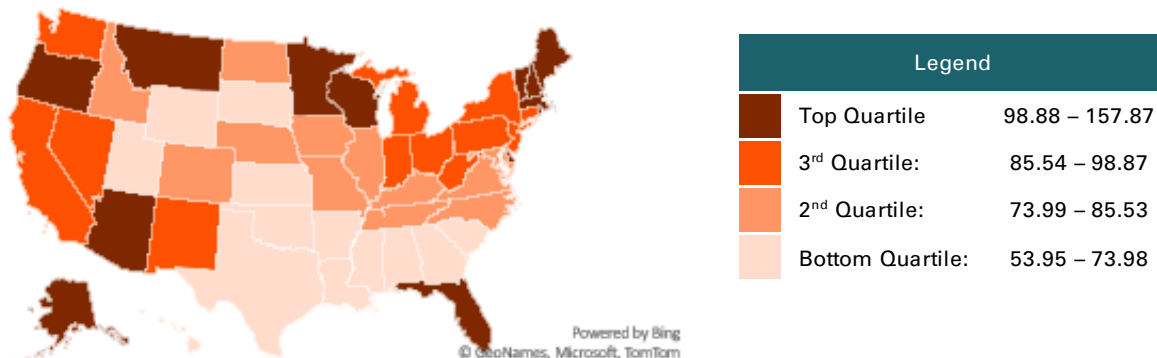 Legend
Top Quartile 98.88 – 157.87
3rd Quartile: 85.54 – 98.87
2nd Quartile: 73.99 – 85.53
Bottom Quartile: 53.95 – 73.98
Powered by Bing
© GeoNames, Microsoft, TomTom